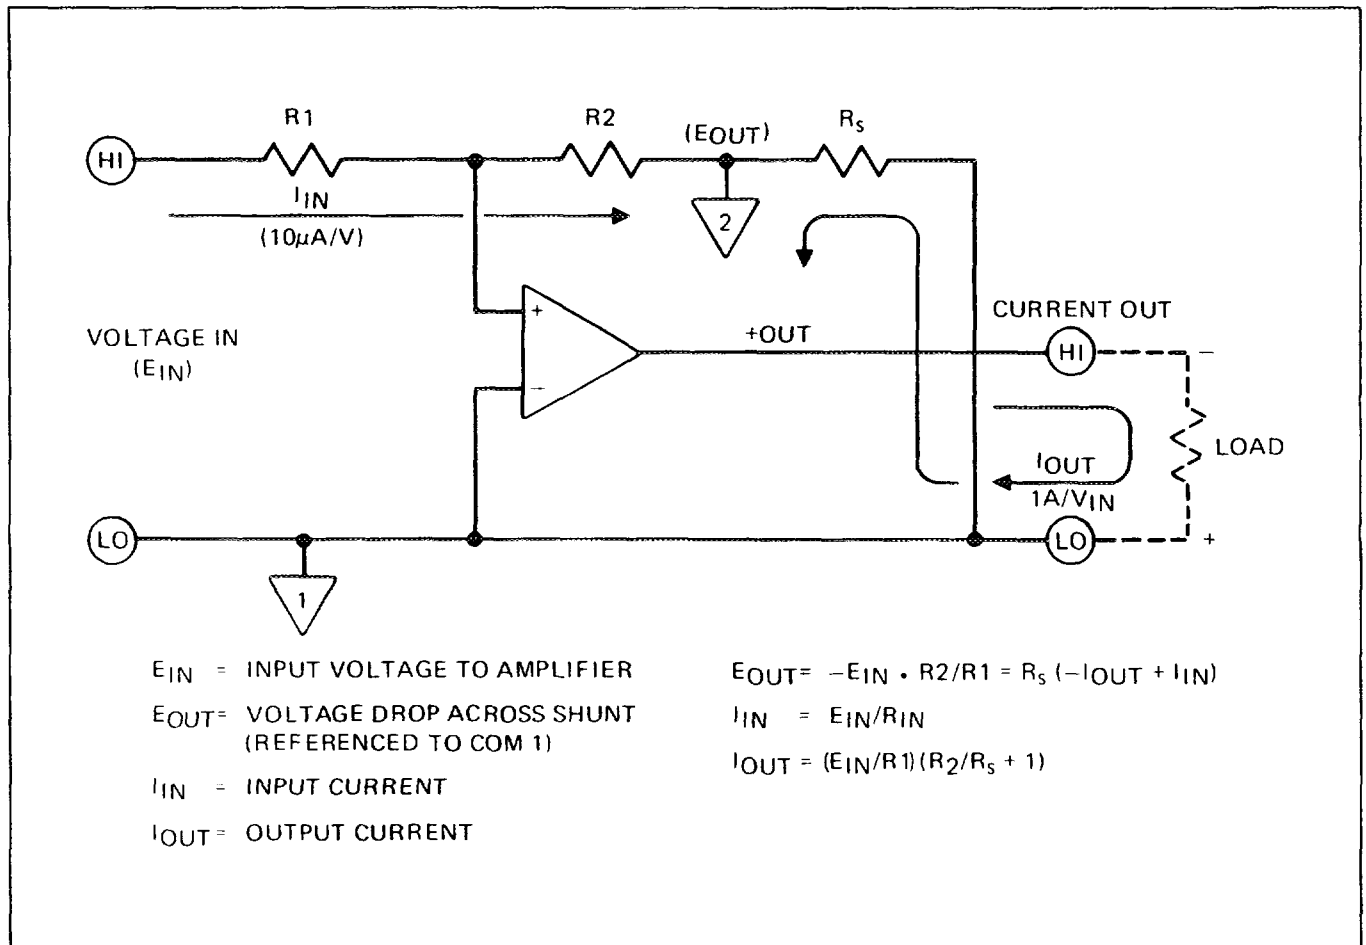 R1
R2
(EOUT)
Rs
HI
IIN
(10μA/V)
2
VOLTAGE IN
(EIN)
+
−
+OUT
CURRENT OUT
HI
−
LOAD
IOUT
1A/VIN
LO
+
LO
1
EIN = INPUT VOLTAGE TO AMPLIFIER
EOUT= VOLTAGE DROP ACROSS SHUNT
(REFERENCED TO COM 1)
IIN = INPUT CURRENT
IOUT= OUTPUT CURRENT
EOUT= −EIN • R2/R1 = Rs (−IOUT + IIN)
IIN = EIN/RIN
IOUT = (EIN/R1)(R2/Rs + 1)